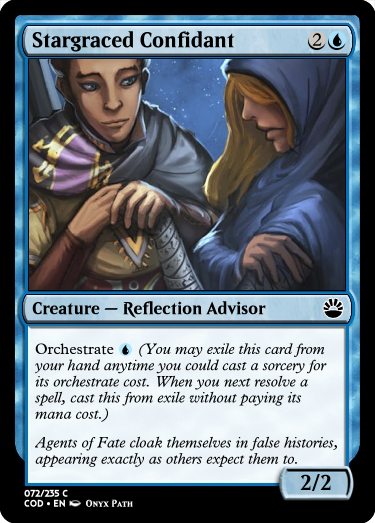 Stargraced Confidant 2
Creature — Reflection Advisor
Orchestrate (You may exile this card from
your hand anytime you could cast a sorcery for
its orchestrate cost. When you next resolve a
spell, cast this from exile without paying its
mana cost.)
Agents of Fate cloak themselves in false histories,
appearing exactly as others expect them to.
2/2
072/235 C
COD • EN Onyx Path